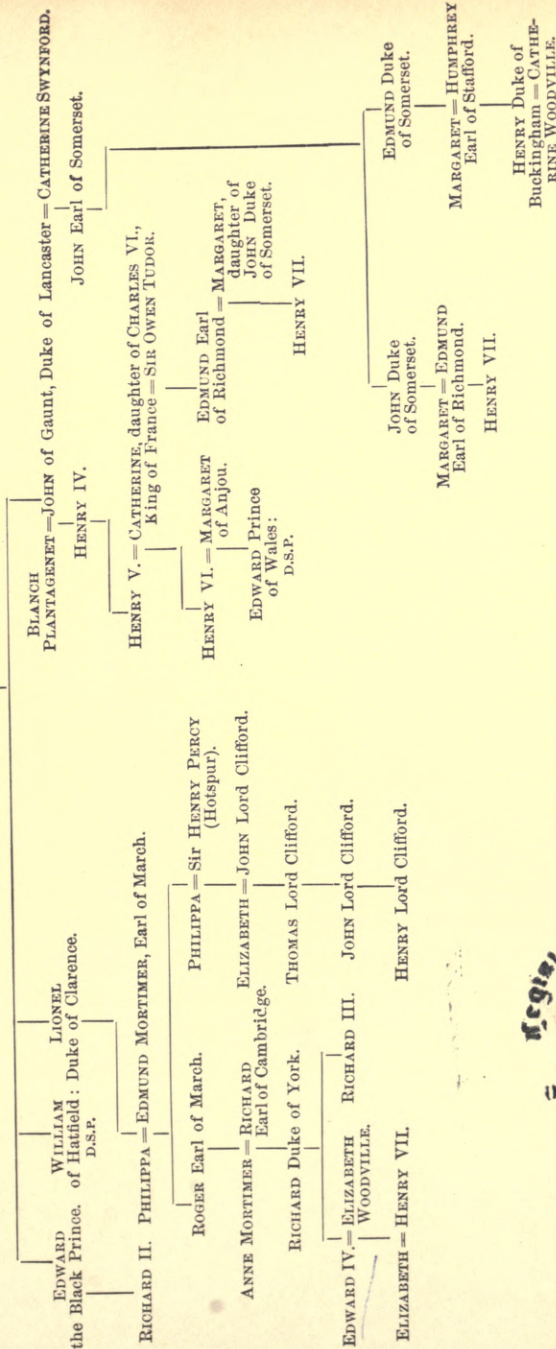 EDWARD
the Black Prince.
WILLIAM
of Hatfield:
D.S.P.
LIONEL
Duke of Clarence.
BLANCH
PLANTAGENET = JOHN of Gaunt, Duke of Lancaster = CATHERINE SWYNFORD.
RICHARD II.
PHILIPPA = EDMUND MORTIMER, Earl of March.
HENRY IV.
JOHN Earl of Somerset.
ROGER Earl of March.
PHILIPPA = Sir HENRY PERCY
(Hotspur).
HENRY V. = CATHERINE, daughter of CHARLES VI.,
King of France = SIR OWEN TUDOR.
ANNE MORTIMER = RICHARD
Earl of Cambridge.
ELIZABETH = JOHN Lord Clifford.
HENRY VI. = MARGARET
of Anjou.
EDMUND Earl
of Richmond = MARGARET,
daughter of
JOHN Duke
of Somerset.
RICHARD Duke of York.
THOMAS Lord Clifford.
EDWARD Prince
of Wales:
D.S.P.
HENRY VII.
EDWARD IV. = ELIZABETH
WOODVILLE.
RICHARD III.
JOHN Lord Clifford.
JOHN Duke
of Somerset.
EDMUND Duke
of Somerset.
ELIZABETH = HENRY VII.
HENRY Lord Clifford.
MARGARET = EDMUND
Earl of Richmond.
MARGARET = HUMPHREY
Earl of Stafford.
HENRY VII.
HENRY Duke of
Buckingham = CATHE-
RINE WOODVILLE.